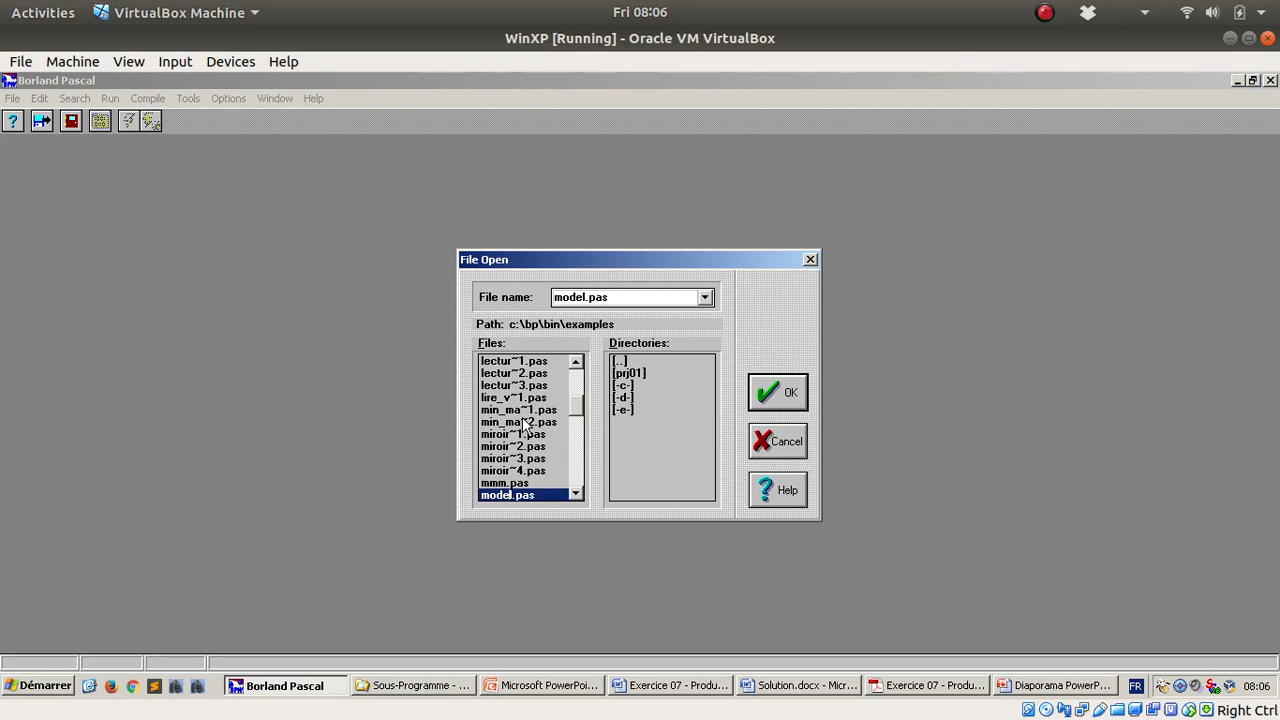 Activities VirtualBox Machine Fri 08:06
WinXP [Running] - Oracle VM VirtualBox
File Machine View Input Devices Help
Borland Pascal
File Edit Search Run Compile Tools Options Window Help
File Open
File name: model.pas
Path: c:\bp\bin\examples
Files: Directories:
lectur~1.pas [..]
lectur~2.pas [prj01]
lectur~3.pas [-c-]
lire_v~1.pas [-d-]
min_ma~1.pas [-e-]
min_ma~2.pas
miroir~1.pas
miroir~2.pas
miroir~3.pas
miroir~4.pas
mmm.pas
model.pas
OK
Cancel
Help
Démarrer Borland Pascal Sous-Programme - ... Microsoft PowerPoi... Exercice 07 - Produ... Solution.docx - Micr... Exercice 07 - Produ... Diaporama PowerP... FR 08:06
Right Ctrl